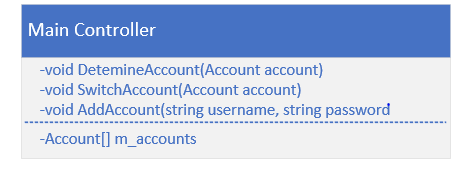 Main Controller
-void DetemineAccount(Account account)
-void SwitchAccount(Account account)
-void AddAccount(string username, string password
-Account[] m_accounts